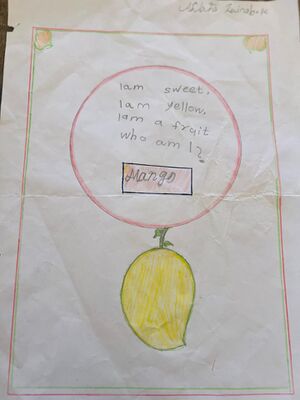 Iam sweet.
Iam yellow.
Iam a fruit
who am I?
Mango